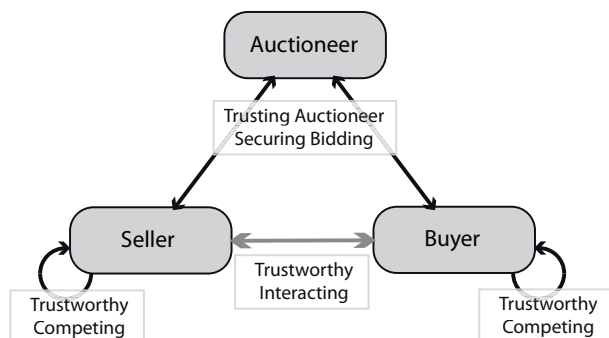 Auctioneer
Trusting Auctioneer
Securing Bidding
Seller
Buyer
Trustworthy
Interacting
Trustworthy
Competing
Trustworthy
Competing